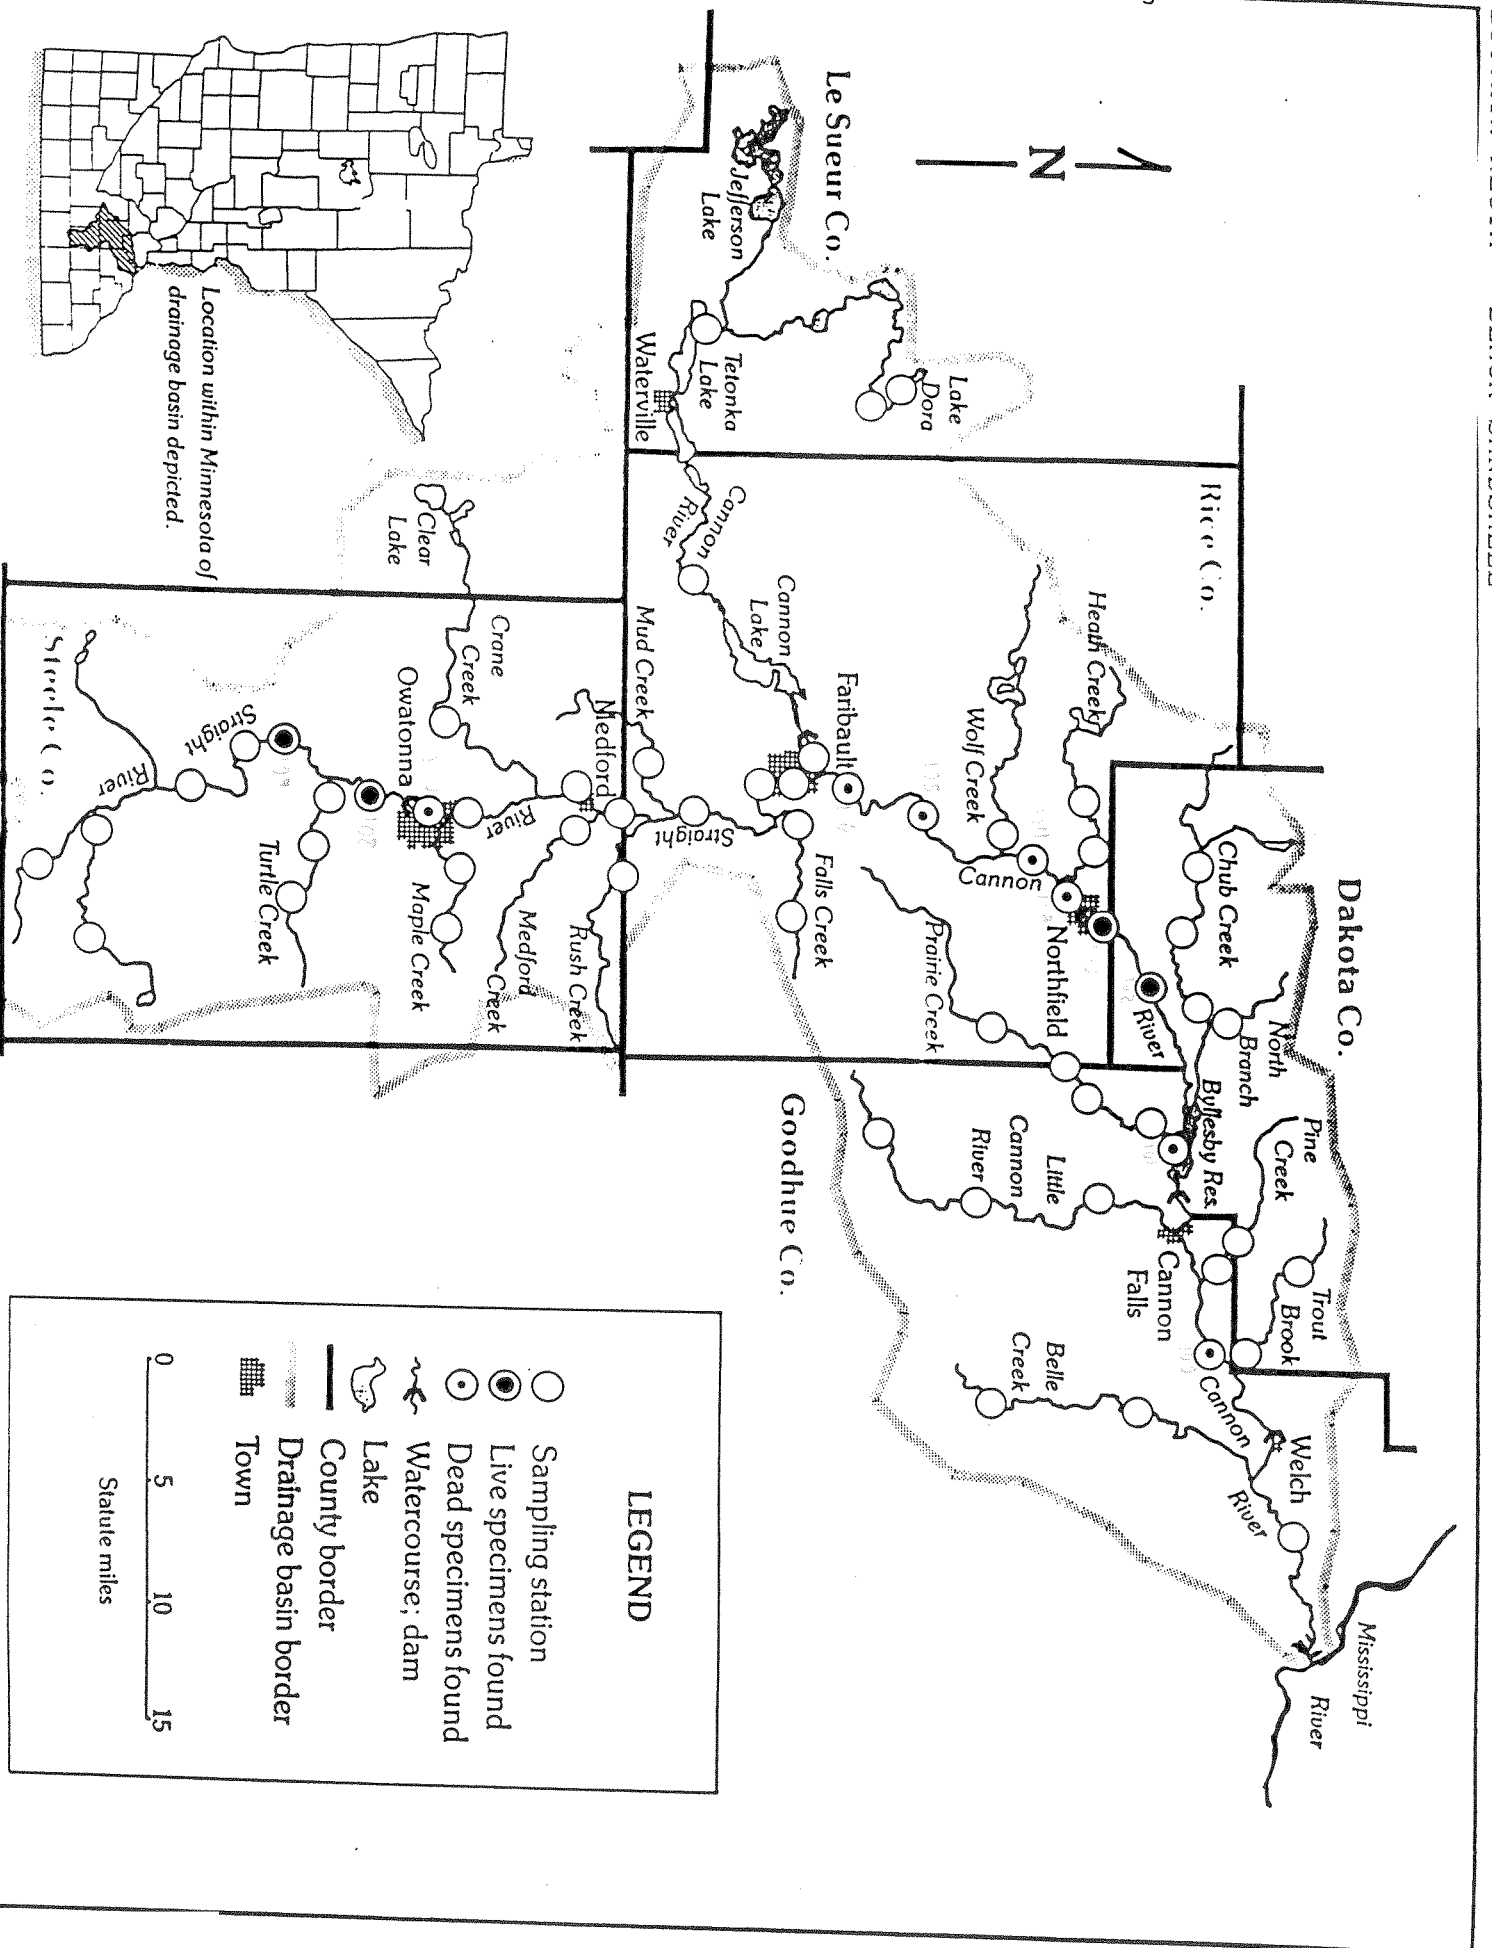 Le Sueur Co.
N
Jefferson
Lake
Tetonka
Lake
Waterville
Lake
Dora
Rice Co.
Cannon
River
Cannon
Lake
Faribault
Heath Creek
Wolf Creek
Cannon
Northfield
River
Dakota Co.
Chub Creek
North
Branch
Byllesby Res.
Pine
Creek
Trout
Brook
Prairie Creek
Little
Cannon
River
Cannon
Falls
Goodhue Co.
Belle
Creek
Cannon
River
Welch
Mississippi
River
Mud Creek
Medford
Straight
Falls Creek
Rush Creek
Medford
Creek
Maple Creek
Turtle Creek
Clear
Lake
Crane
Creek
Owatonna
River
Straight
River
Steele Co.
Location within Minnesota of
drainage basin depicted.
LEGEND
Sampling station
Live specimens found
Dead specimens found
Watercourse; dam
Lake
County border
Drainage basin border
Town
0 5 10 15
Statute miles